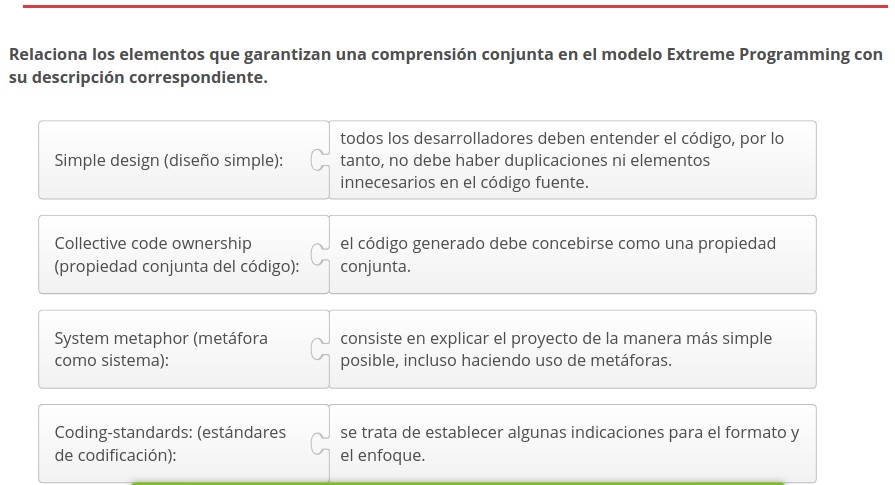 Relaciona los elementos que garantizan una comprensión conjunta en el modelo Extreme Programming con
su descripción correspondiente.
Simple design (diseño simple):
todos los desarrolladores deben entender el código, por lo
tanto, no debe haber duplicaciones ni elementos
innecesarios en el código fuente.
Collective code ownership
(propiedad conjunta del código):
el código generado debe concebirse como una propiedad
conjunta.
System metaphor (metáfora
como sistema):
consiste en explicar el proyecto de la manera más simple
posible, incluso haciendo uso de metáforas.
Coding-standards: (estándares
de codificación):
se trata de establecer algunas indicaciones para el formato y
el enfoque.